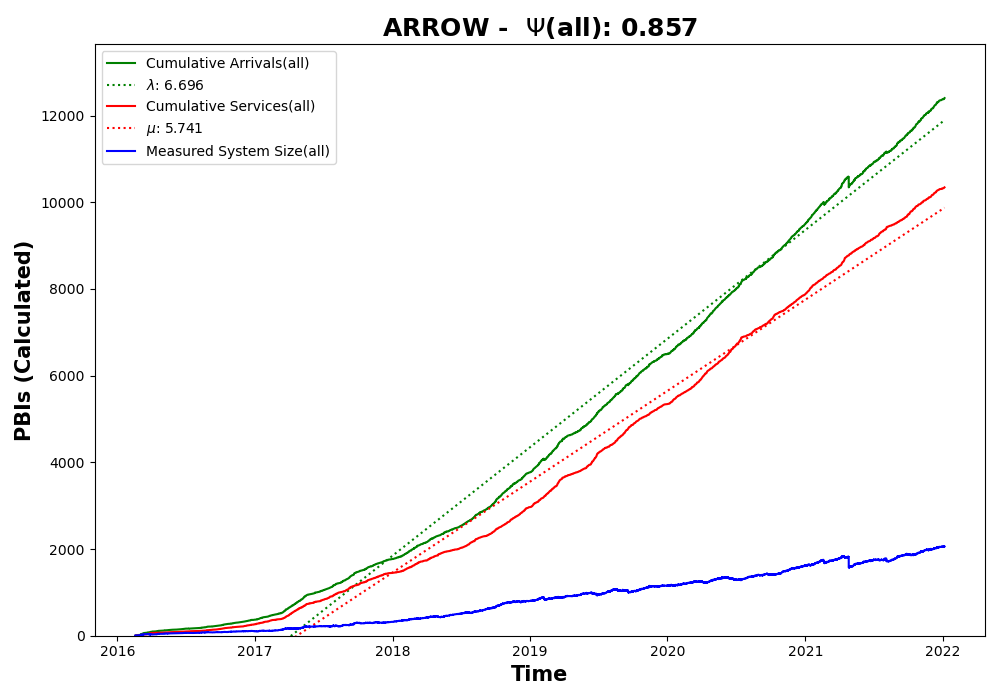 ARROW -  Ψ(all): 0.857
Cumulative Arrivals(all)
λ: 6.696
Cumulative Services(all)
μ: 5.741
Measured System Size(all)
PBIs (Calculated)
12000
10000
8000
6000
4000
2000
0
2016 2017 2018 2019 2020 2021 2022
Time